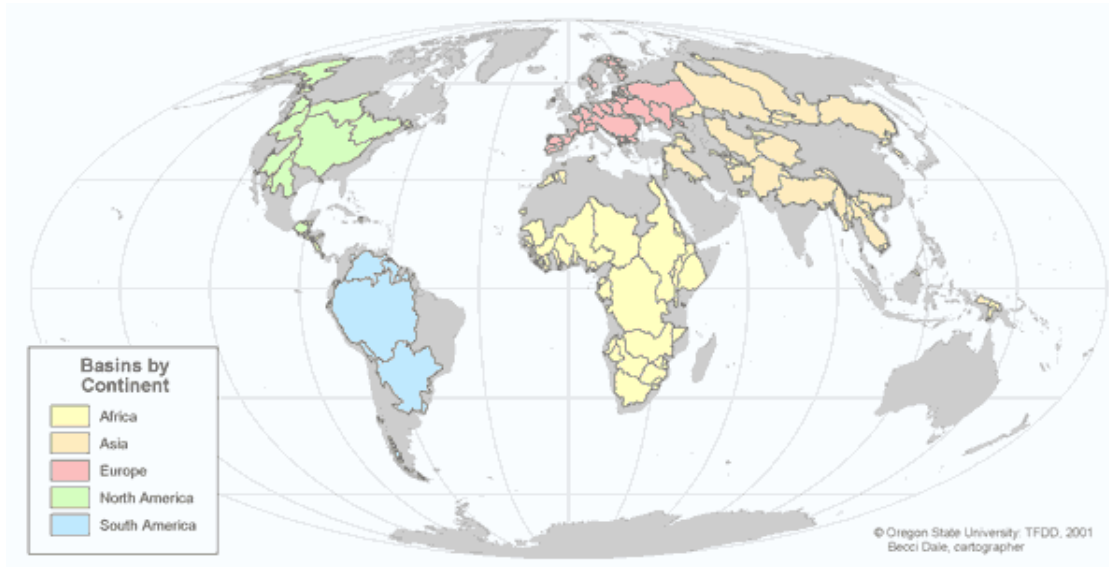 Basins by
Continent
Africa
Asia
Europe
North America
South America
© Oregon State University: TFDD, 2001
Becci Dale, cartographer